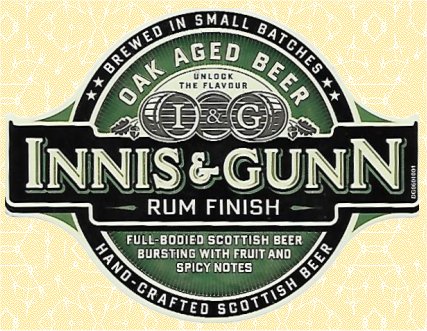 ★★ BREWED IN SMALL BATCHES ★★
OAK AGED BEER
UNLOCK
THE FLAVOUR
I & G
INNIS & GUNN
RUM FINISH
FULL-BODIED SCOTTISH BEER
BURSTING WITH FRUIT AND
SPICY NOTES
HAND-CRAFTED SCOTTISH BEER